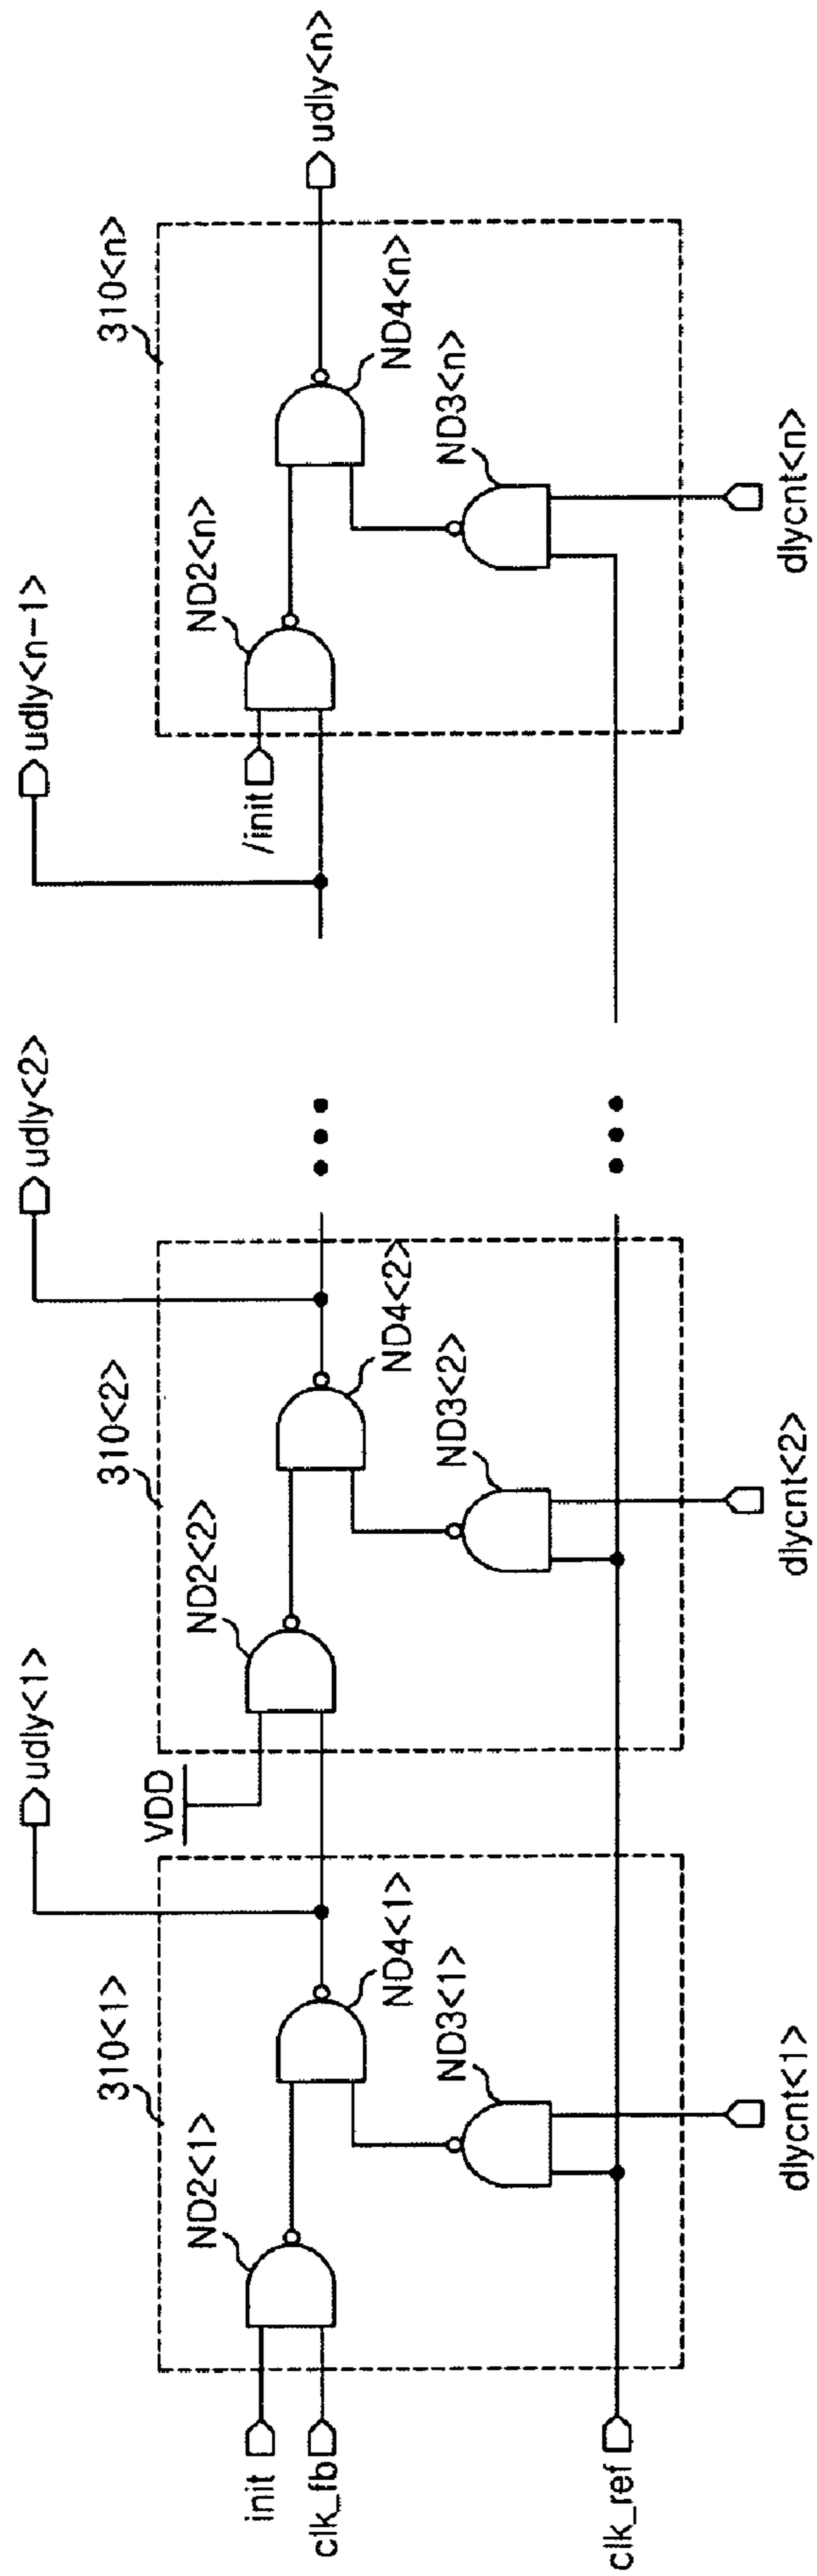 udly<1>
udly<2>
udly<n-1>
310<1>
310<2>
310<n>
VDD
ND2<1>
ND2<2>
ND2<n>
init
/init
clk_fb
udly<n>
ND4<1>
ND4<2>
ND4<n>
ND3<1>
ND3<2>
ND3<n>
clk_ref
dlycnt<1>
dlycnt<2>
dlycnt<n>